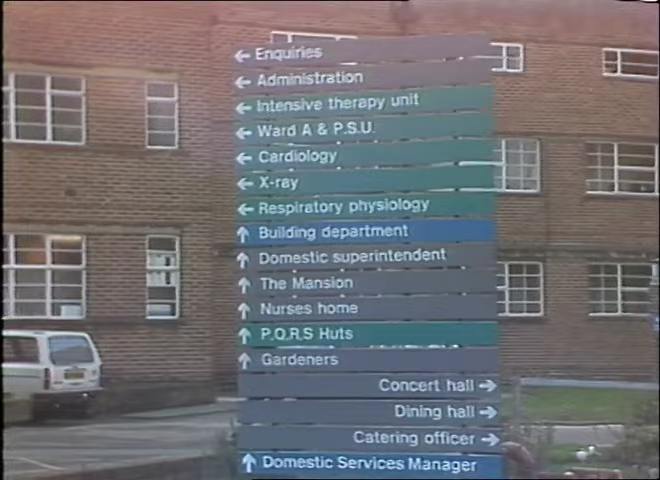 ← Enquiries
← Administration
← Intensive therapy unit
← Ward A & P.S.U.
← Cardiology
← X-ray
← Respiratory physiology
↑ Building department
↑ Domestic superintendent
↑ The Mansion
↑ Nurses home
↑ P.Q.R.S Huts
↑ Gardeners
Concert hall →
Dining hall →
Catering officer →
↑ Domestic Services Manager